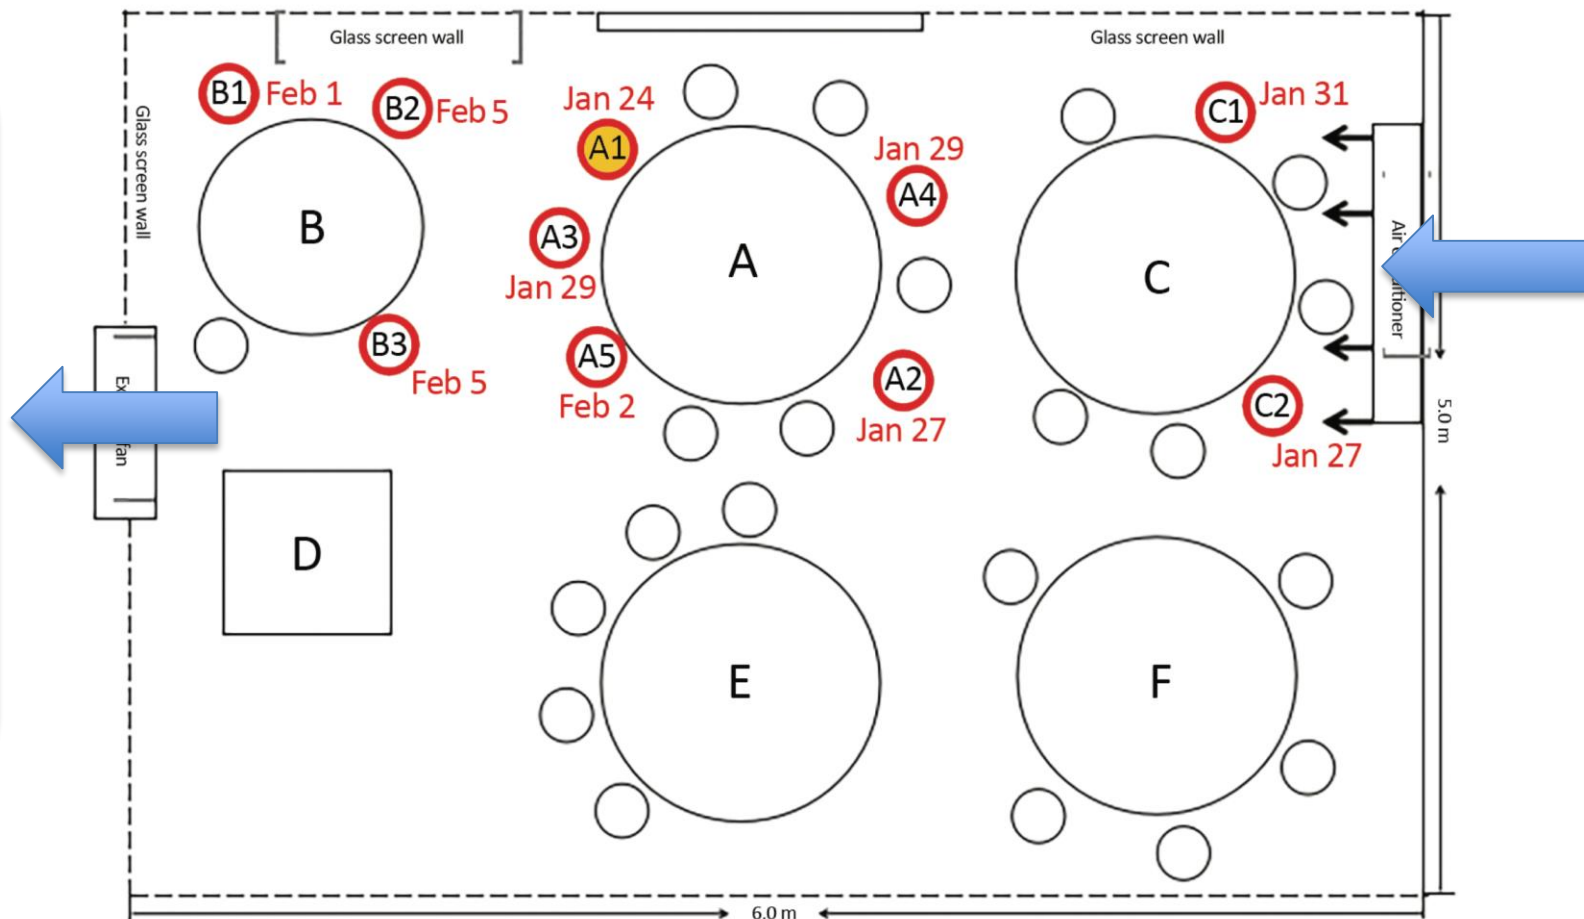 Glass screen wall
Glass screen wall
Glass screen wall
B1
Feb 1
B2
Feb 5
Jan 24
A1
Jan 31
C1
Jan 29
A4
B
A3
A
C
Jan 29
B3
A5
A2
Feb 5
Feb 2
Jan 27
C2
Jan 27
5.0 m
fan
D
E
F
6.0 m